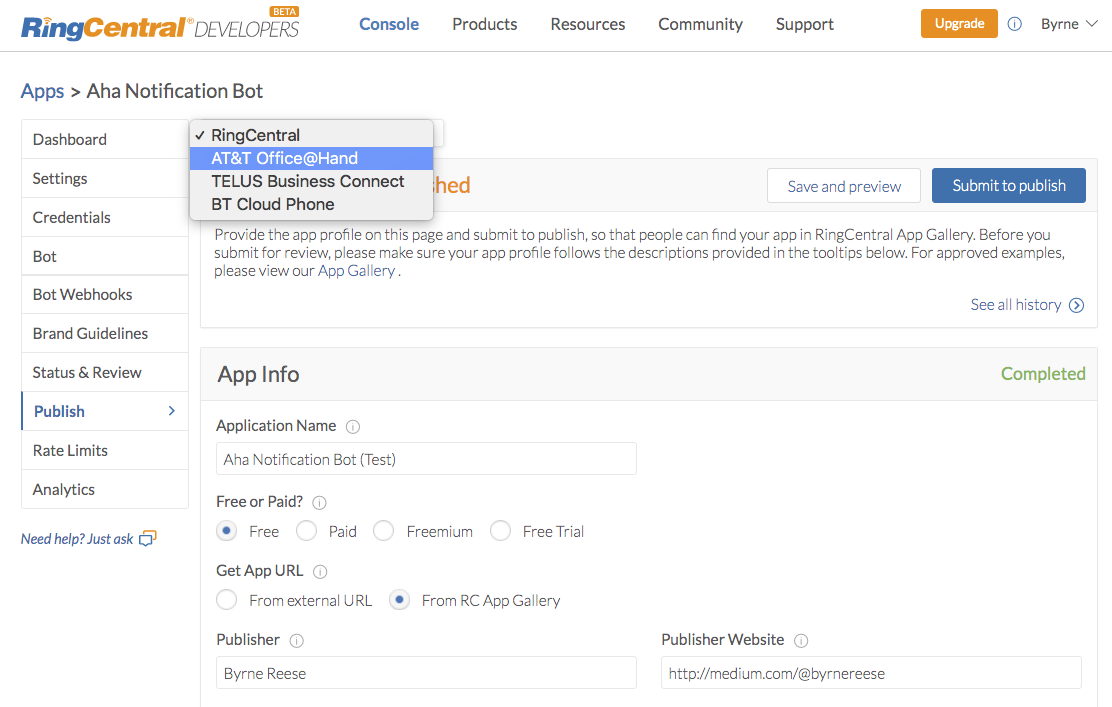 BETA
RingCentral® DEVELOPERS
Console Products Resources Community Support Upgrade Byrne
Apps > Aha Notification Bot
Dashboard
Settings
Credentials
Bot
Bot Webhooks
Brand Guidelines
Status & Review
Publish
Rate Limits
Analytics
Need help? Just ask
✓ RingCentral
AT&T Office@Hand
TELUS Business Connect
BT Cloud Phone
Save and preview Submit to publish
Provide the app profile on this page and submit to publish, so that people can find your app in RingCentral App Gallery. Before you
submit for review, please make sure your app profile follows the descriptions provided in the tooltips below. For approved examples,
please view our App Gallery .
See all history
App Info Completed
Application Name
Aha Notification Bot (Test)
Free or Paid?
Free Paid Freemium Free Trial
Get App URL
From external URL From RC App Gallery
Publisher Publisher Website
Byrne Reese http://medium.com/@byrnereese